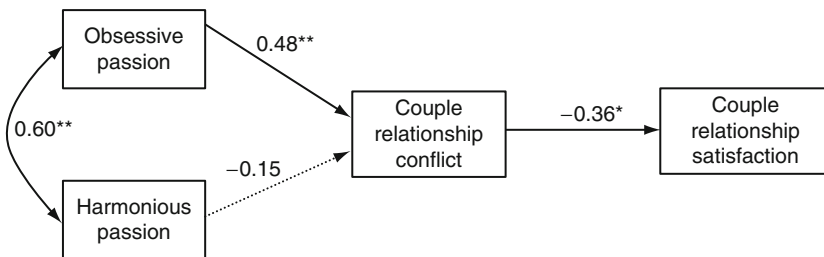 Obsessive
passion
0.48**
0.60**
Couple
relationship
conflict
−0.36*
Couple
relationship
satisfaction
−0.15
Harmonious
passion